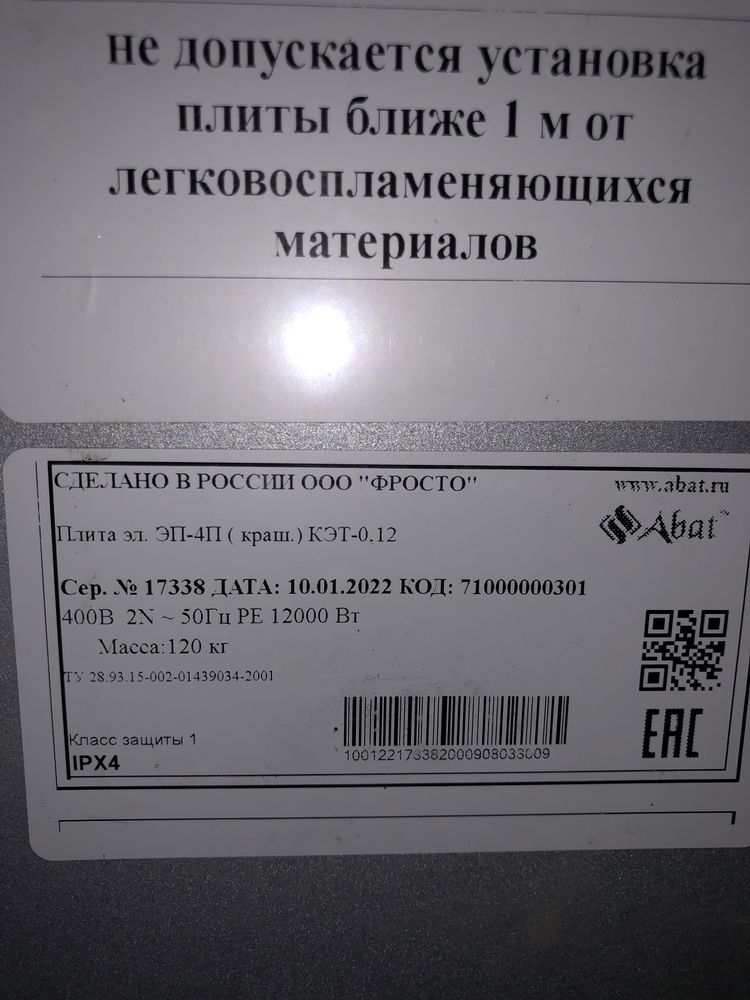 не допускается установка
плиты ближе 1 м от
легковоспламеняющихся
материалов
СДЕЛАНО В РОССИИ ООО "ФРОСТО"
www.abat.ru
Плита эл. ЭП-4П ( краш.) КЭТ-0.12
Abat™
Сер. № 17338 ДАТА: 10.01.2022 КОД: 71000000301
400В 2N ~ 50Гц PE 12000 Вт
Масса:120 кг
ТУ 28.93.15-002-01439034-2001
Класс защиты 1
IPX4
100122173382000908033009
EAC